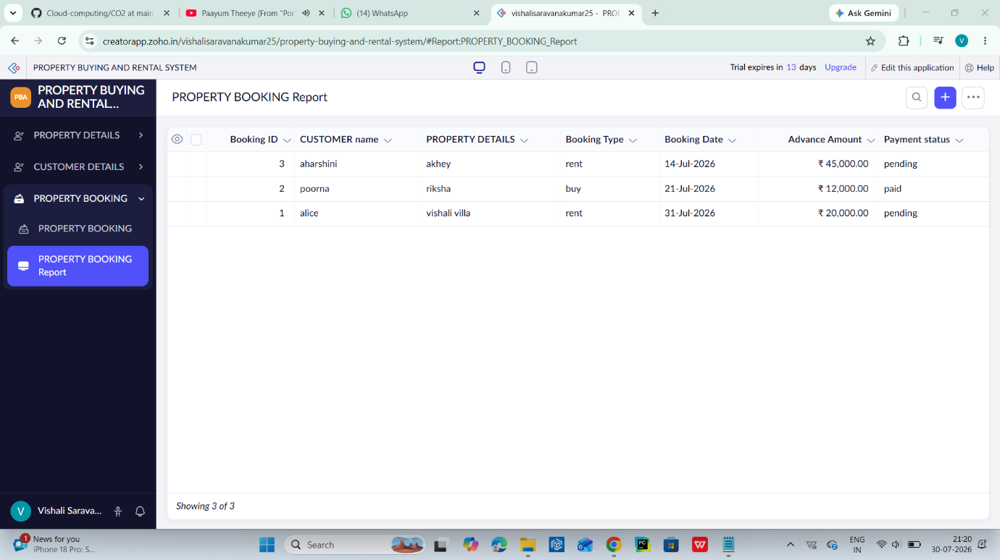 Cloud-computing/CO2 at main
Paayum Theeye (From "Por
(14) WhatsApp
vishalisaravanakumar25 - PRO
Ask Gemini
creatorapp.zoho.in/vishalisaravanakumar25/property-buying-and-rental-system/#Report:PROPERTY_BOOKING_Report
V
PROPERTY BUYING AND RENTAL SYSTEM
Trial expires in 13 days Upgrade
Edit this application
Help
PBA
PROPERTY BUYING
AND RENTAL...
PROPERTY DETAILS
CUSTOMER DETAILS
PROPERTY BOOKING
PROPERTY BOOKING
PROPERTY BOOKING
Report
V
Vishali Sarava...
PROPERTY BOOKING Report
Booking ID CUSTOMER name PROPERTY DETAILS Booking Type Booking Date Advance Amount Payment status
3 aharshini akhey rent 14-Jul-2026 ₹ 45,000.00 pending
2 poorna riksha buy 21-Jul-2026 ₹ 12,000.00 paid
1 alice vishali villa rent 31-Jul-2026 ₹ 20,000.00 pending
Showing 3 of 3
1
News for you
iPhone 18 Pro: S...
Search
PC
W
ENG
IN
21:20
30-07-2026